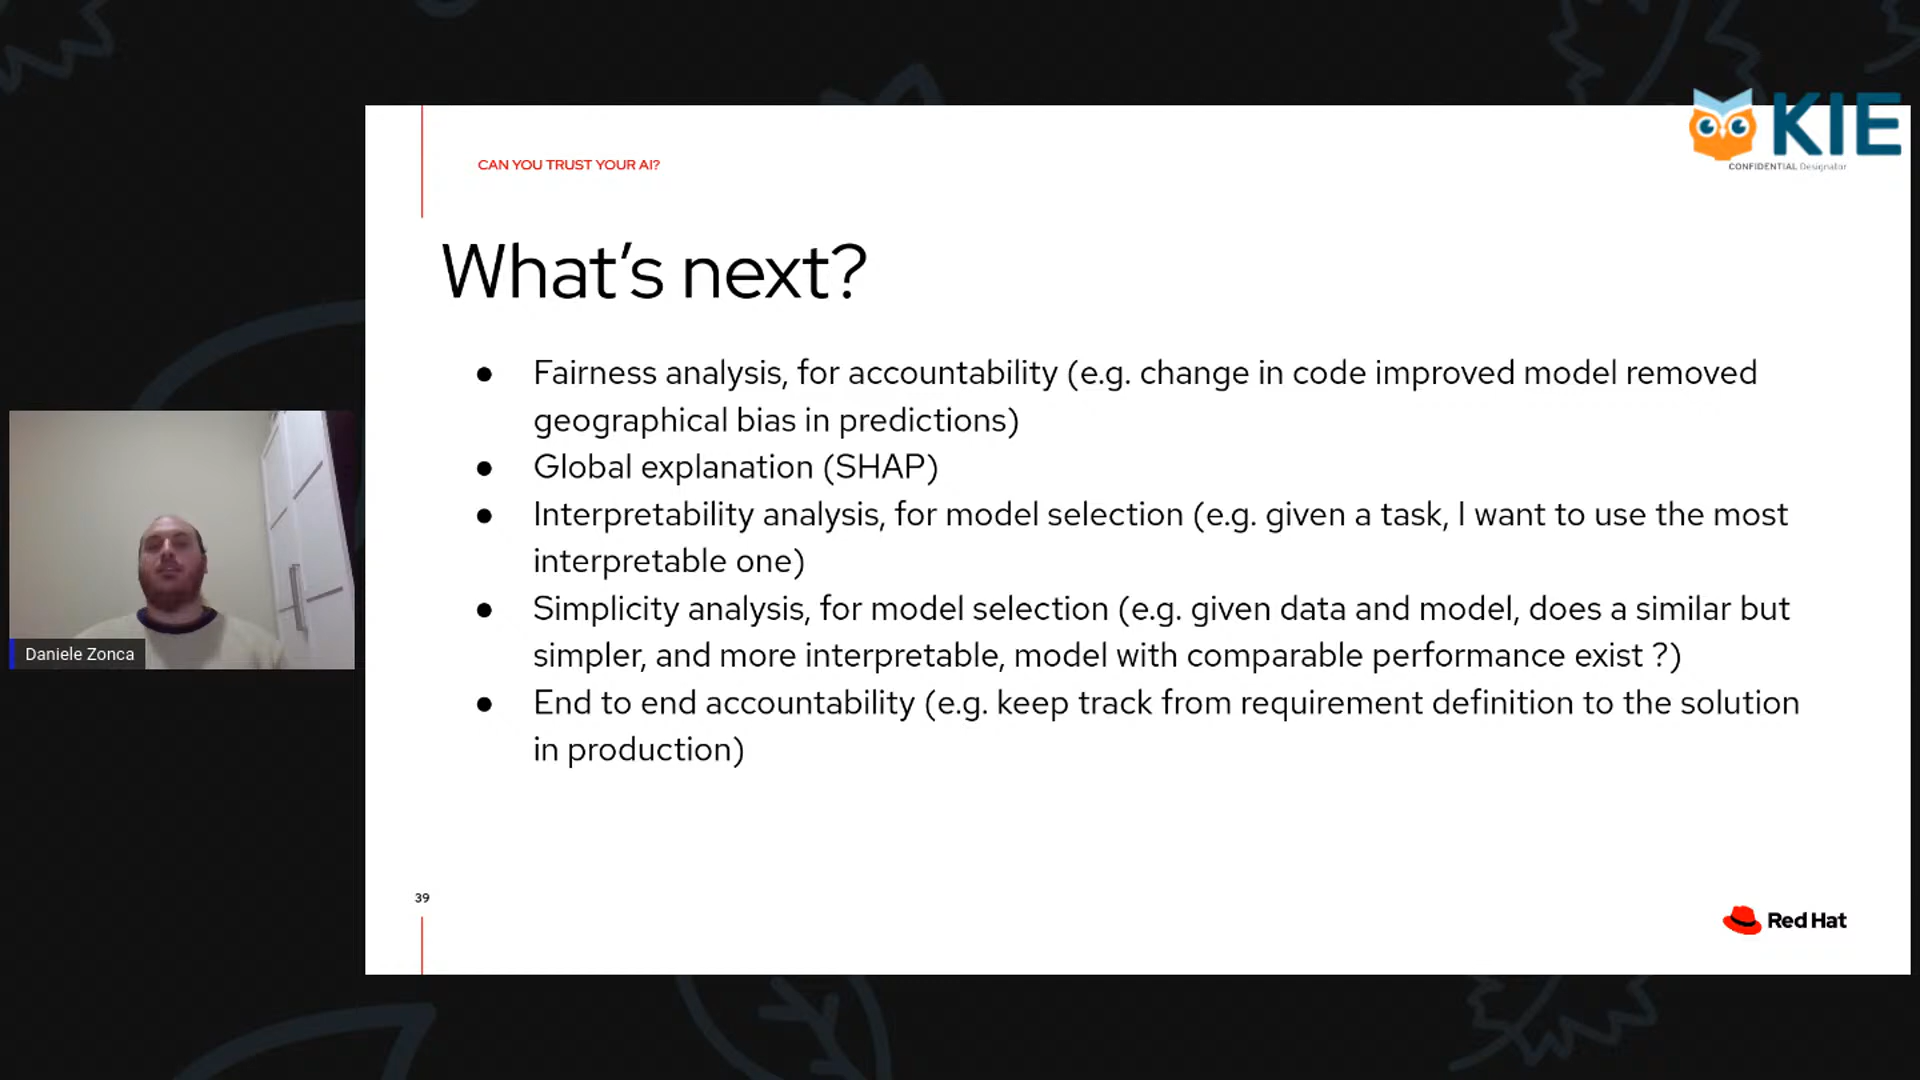 KIE
CONFIDENTIAL Designator
CAN YOU TRUST YOUR AI?
What's next?
● Fairness analysis, for accountability (e.g. change in code improved model removed
geographical bias in predictions)
● Global explanation (SHAP)
● Interpretability analysis, for model selection (e.g. given a task, I want to use the most
interpretable one)
● Simplicity analysis, for model selection (e.g. given data and model, does a similar but
simpler, and more interpretable, model with comparable performance exist ?)
● End to end accountability (e.g. keep track from requirement definition to the solution
in production)
Daniele Zonca
39
Red Hat